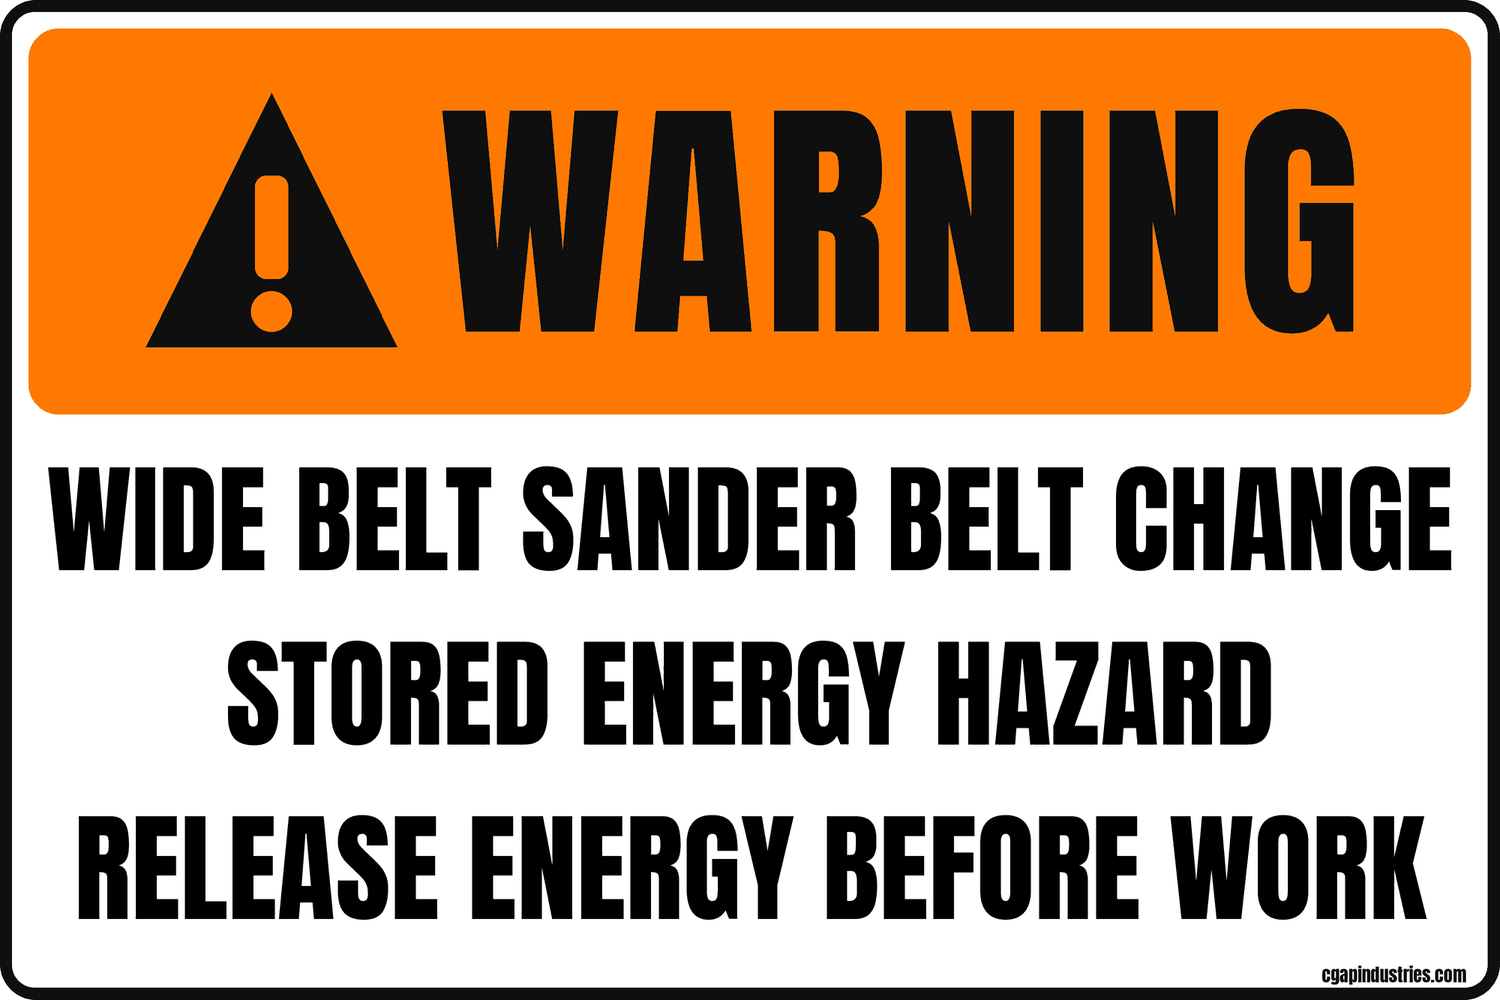 WARNING
WIDE BELT SANDER BELT CHANGE
STORED ENERGY HAZARD
RELEASE ENERGY BEFORE WORK
cgapindustries.com